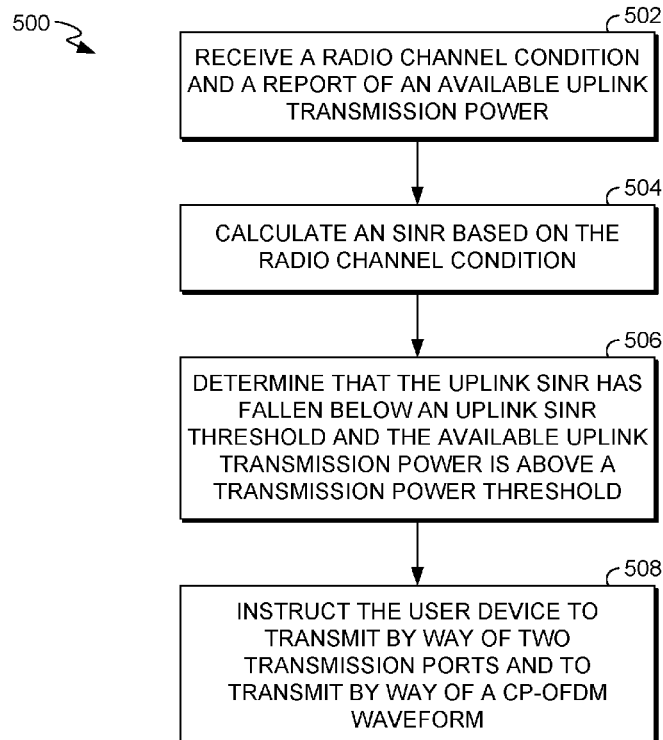 500
502
RECEIVE A RADIO CHANNEL CONDITION
AND A REPORT OF AN AVAILABLE UPLINK
TRANSMISSION POWER
504
CALCULATE AN SINR BASED ON THE
RADIO CHANNEL CONDITION
506
DETERMINE THAT THE UPLINK SINR HAS
FALLEN BELOW AN UPLINK SINR
THRESHOLD AND THE AVAILABLE UPLINK
TRANSMISSION POWER IS ABOVE A
TRANSMISSION POWER THRESHOLD
508
INSTRUCT THE USER DEVICE TO
TRANSMIT BY WAY OF TWO
TRANSMISSION PORTS AND TO
TRANSMIT BY WAY OF A CP-OFDM
WAVEFORM